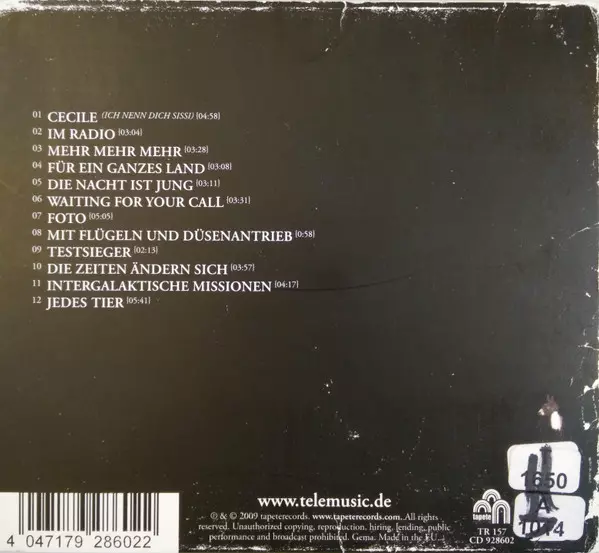 01 CECILE (ICH NENN DICH SISSI) [04:58]
02 IM RADIO [03:04]
03 MEHR MEHR MEHR [03:28]
04 FÜR EIN GANZES LAND [03:08]
05 DIE NACHT IST JUNG [03:11]
06 WAITING FOR YOUR CALL [03:31]
07 FOTO [05:05]
08 MIT FLÜGELN UND DÜSENANTRIEB [0:58]
09 TESTSIEGER [02:13]
10 DIE ZEITEN ÄNDERN SICH [03:57]
11 INTERGALAKTISCHE MISSIONEN [04:17]
12 JEDES TIER [05:41]
www.telemusic.de
℗ & © 2009 tapeterecords. www.tapeterecords.com. All rights
reserved. Unauthorized copying, reproduction, hiring, lending, public
performance and broadcast prohibited. Gema. Made in the E.U.
4 047179 286022
tapete
TR 157
CD 928602
1650
A